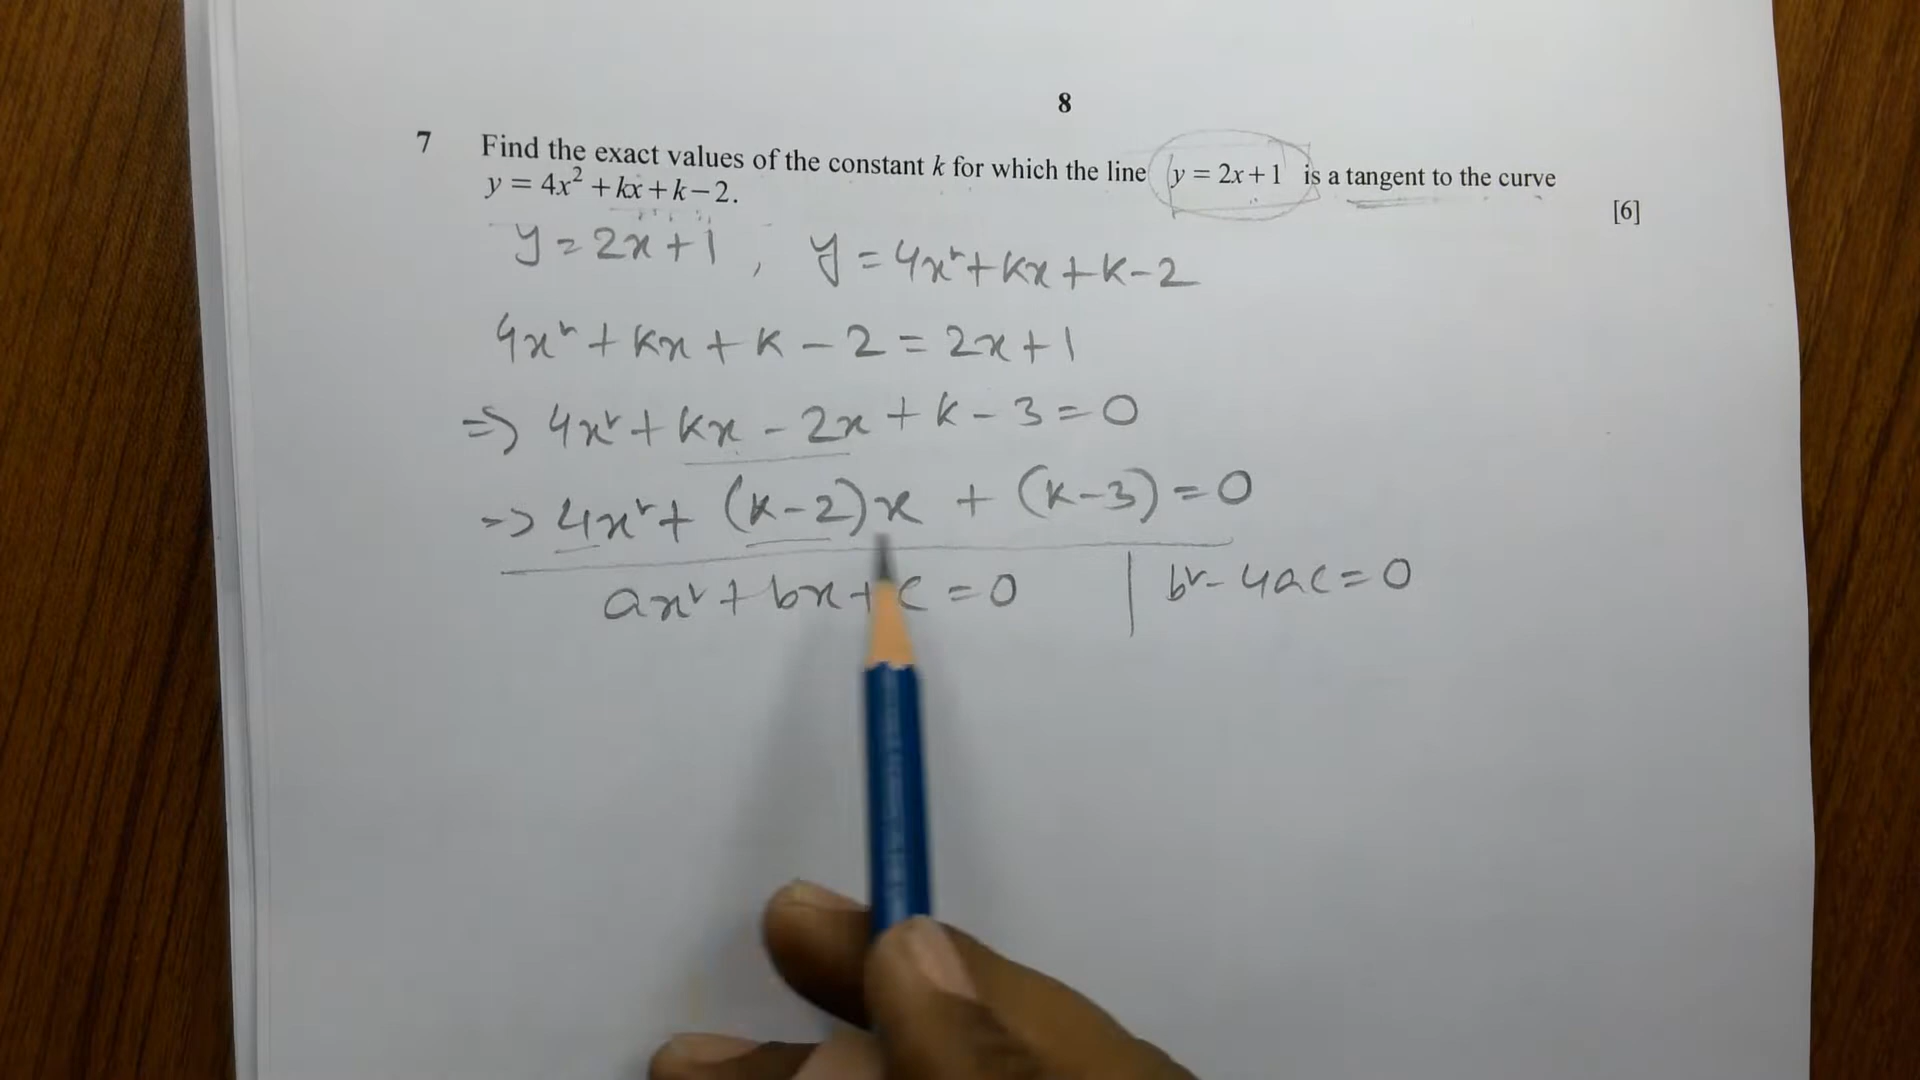 8
7 Find the exact values of the constant k for which the line y = 2x+1 is a tangent to the curve
y = 4x² + kx + k − 2.
[6]
y = 2x + 1 , y = 4x² + kx + k − 2
4x² + kx + k − 2 = 2x + 1
=> 4x² + kx − 2x + k − 3 = 0
=> 4x² + (k−2)x + (k−3) = 0
ax² + bx + c = 0 | b² − 4ac = 0